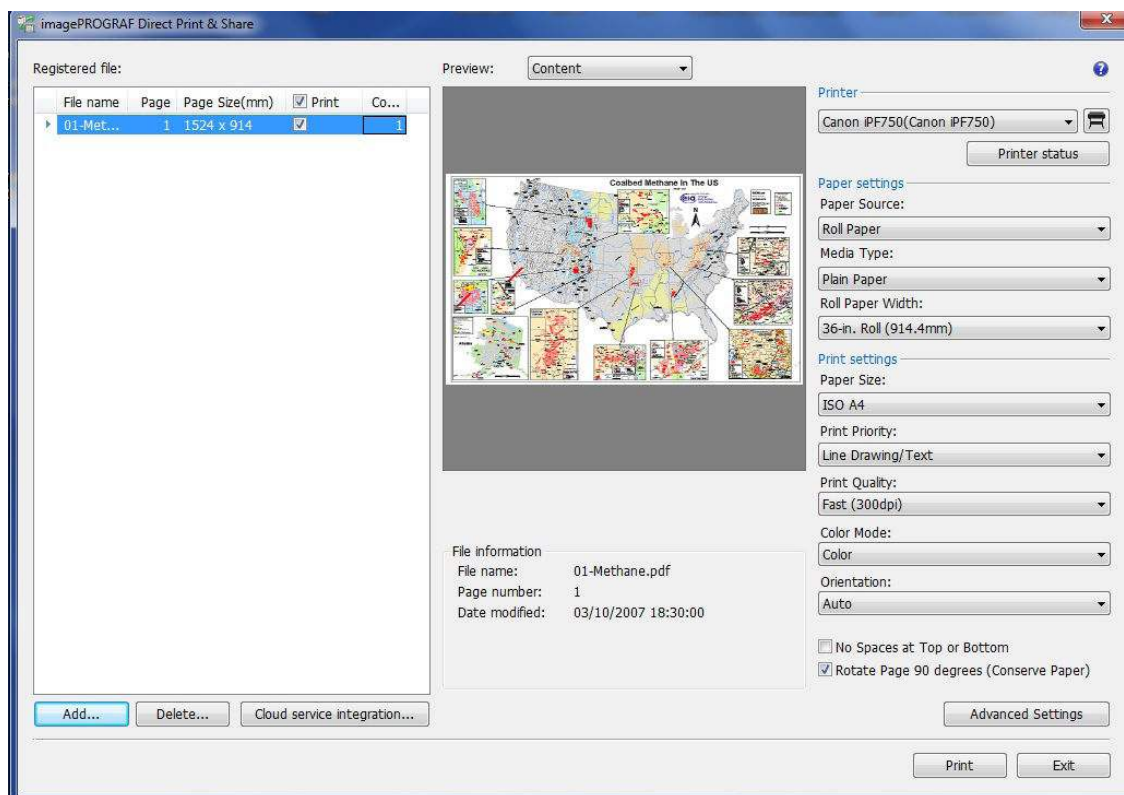 imagePROGRAF Direct Print & Share
Registered file:
File name Page Page Size(mm) Print Co...
01-Met... 1 1524 x 914 1
Add... Delete... Cloud service integration...
Preview: Content
Coalbed Methane In The US
eia
N
File information
File name: 01-Methane.pdf
Page number: 1
Date modified: 03/10/2007 18:30:00
Printer
Canon iPF750(Canon iPF750)
Printer status
Paper settings
Paper Source:
Roll Paper
Media Type:
Plain Paper
Roll Paper Width:
36-in. Roll (914.4mm)
Print settings
Paper Size:
ISO A4
Print Priority:
Line Drawing/Text
Print Quality:
Fast (300dpi)
Color Mode:
Color
Orientation:
Auto
No Spaces at Top or Bottom
Rotate Page 90 degrees (Conserve Paper)
Advanced Settings
Print Exit